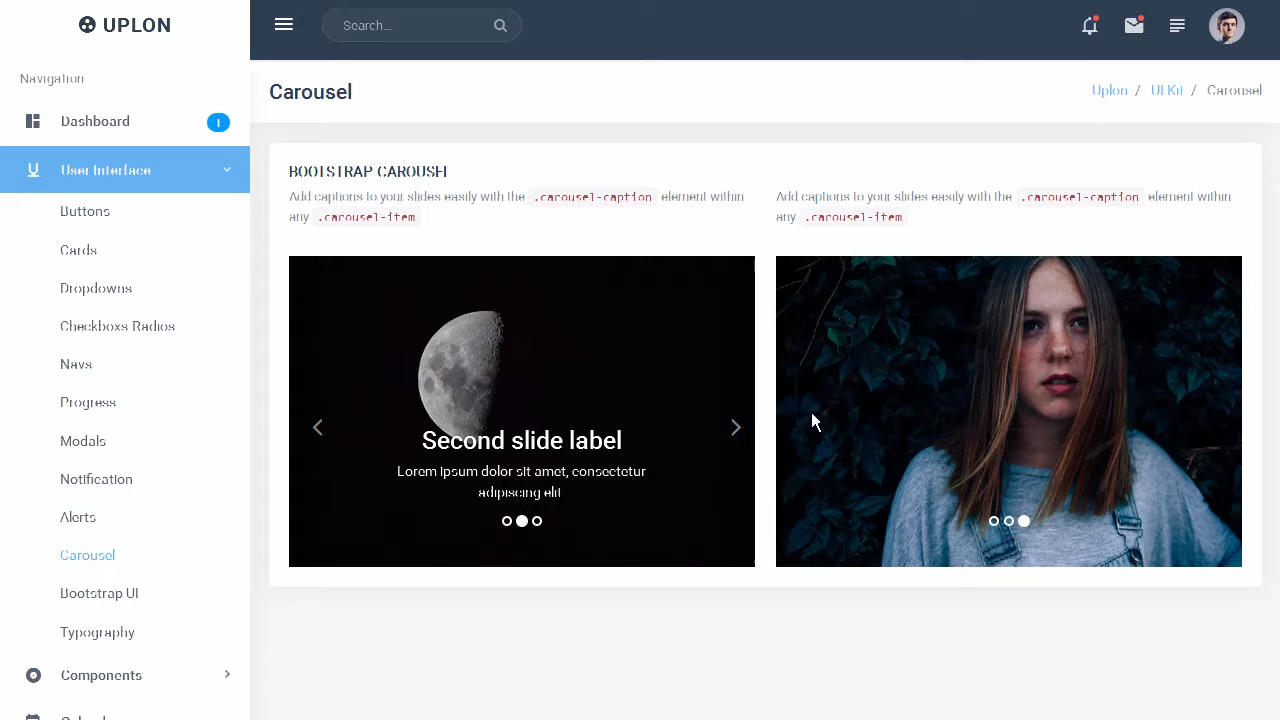 UPLON
Search...
Navigation
Dashboard
1
User Interface
Buttons
Cards
Dropdowns
Checkboxs Radios
Navs
Progress
Modals
Notification
Alerts
Carousel
Bootstrap UI
Typography
Components
Carousel
Uplon / UI Kit / Carousel
BOOTSTRAP CAROUSEL
Add captions to your slides easily with the .carousel-caption element within
any .carousel-item
Add captions to your slides easily with the .carousel-caption element within
any .carousel-item
Second slide label
Lorem ipsum dolor sit amet, consectetur
adipiscing elit